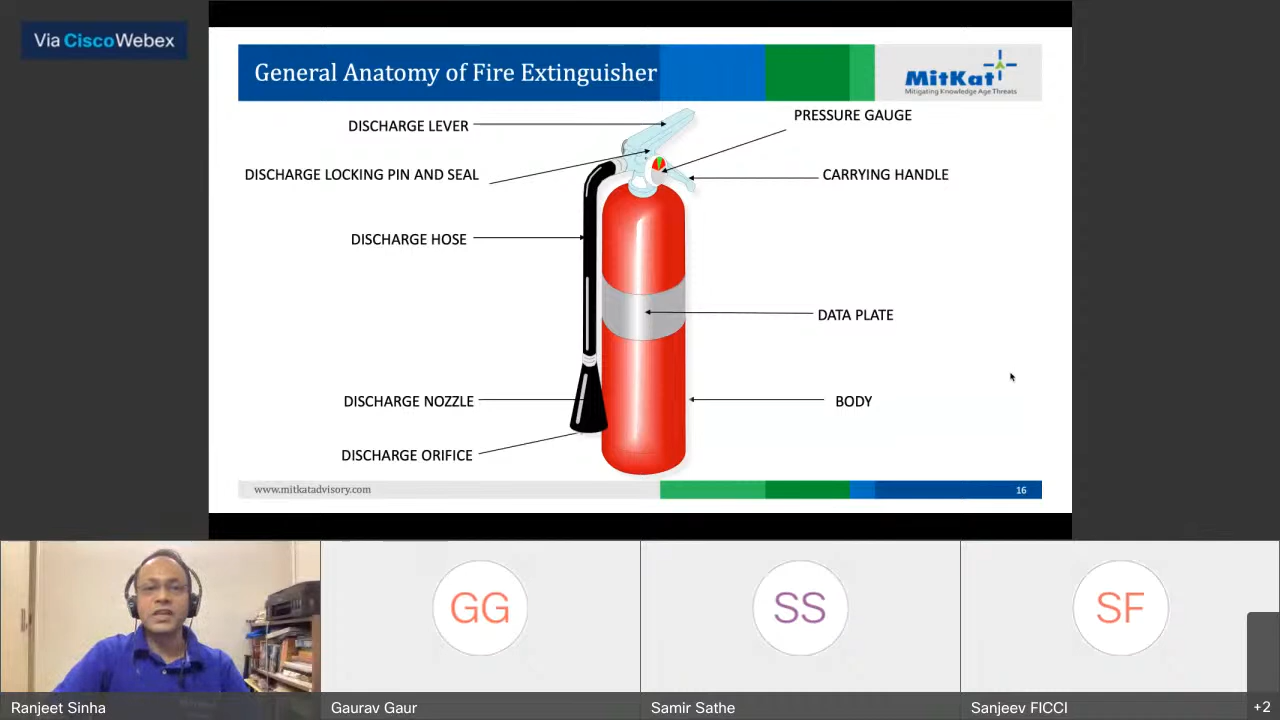 Via Cisco Webex
General Anatomy of Fire Extinguisher
MitKat
Mitigating Knowledge Age Threats
DISCHARGE LEVER
PRESSURE GAUGE
DISCHARGE LOCKING PIN AND SEAL
CARRYING HANDLE
DISCHARGE HOSE
DATA PLATE
DISCHARGE NOZZLE
BODY
DISCHARGE ORIFICE
www.mitkatadvisory.com
16
GG
SS
SF
Ranjeet Sinha
Gaurav Gaur
Samir Sathe
Sanjeev FICCI
+2